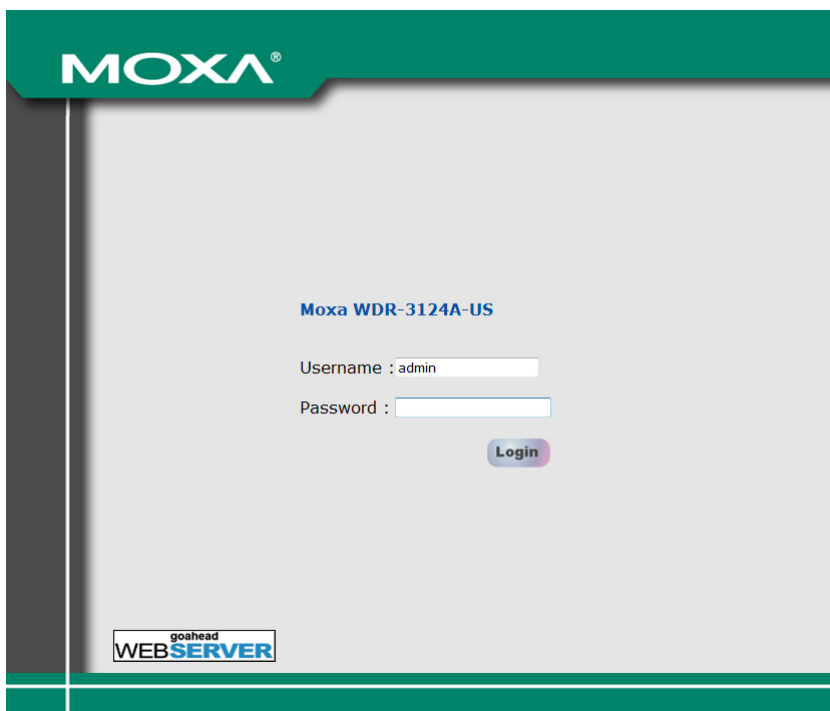 MOXA®
Moxa WDR-3124A-US
Username : admin
Password :
Login
goahead
WEBSERVER